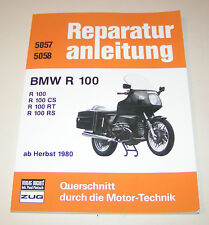 5057
5058
Reparatur
anleitung
BMW R 100
R 100
R 100 CS
R 100 RT
R 100 RS
ab Herbst 1980
ZUG
Querschnitt
durch die Motor-Technik